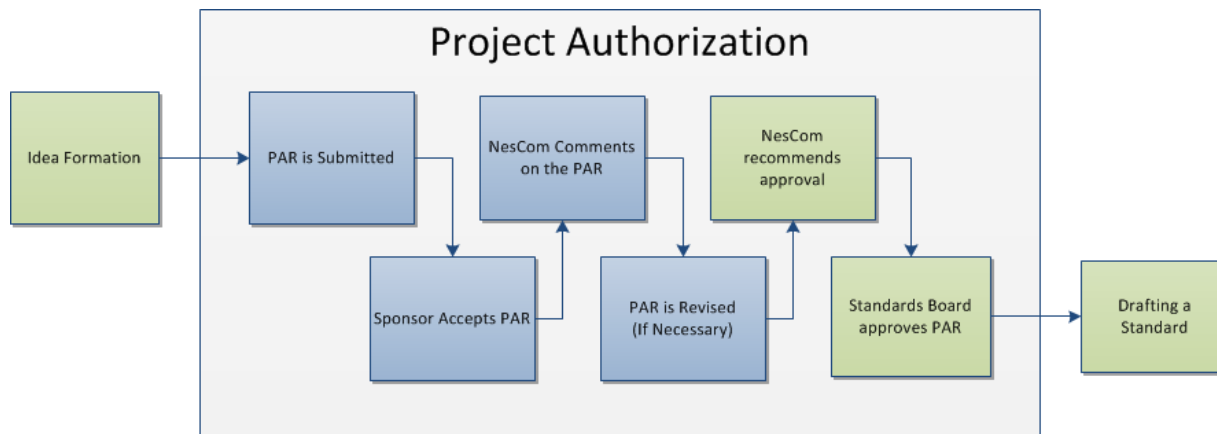 Project Authorization
Idea Formation
PAR is Submitted
Sponsor Accepts PAR
NesCom Comments
on the PAR
PAR is Revised
(If Necessary)
NesCom
recommends
approval
Standards Board
approves PAR
Drafting a
Standard